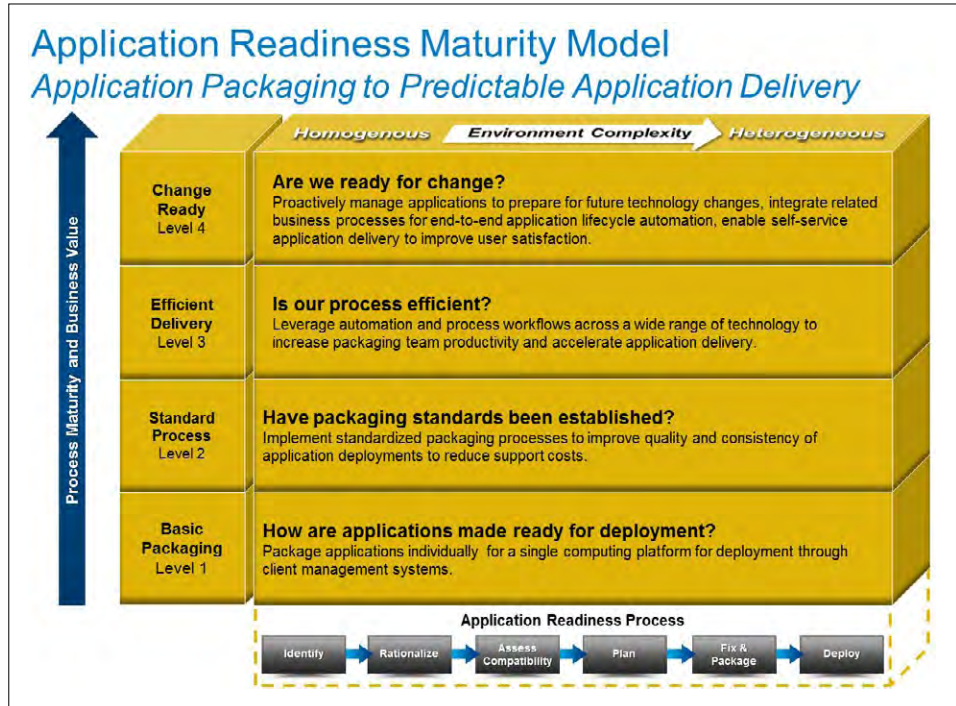 Application Readiness Maturity Model
Application Packaging to Predictable Application Delivery
Homogenous Environment Complexity Heterogeneous
Process Maturity and Business Value
Change
Ready
Level 4
Are we ready for change?
Proactively manage applications to prepare for future technology changes, integrate related
business processes for end-to-end application lifecycle automation, enable self-service
application delivery to improve user satisfaction.
Efficient
Delivery
Level 3
Is our process efficient?
Leverage automation and process workflows across a wide range of technology to
increase packaging team productivity and accelerate application delivery.
Standard
Process
Level 2
Have packaging standards been established?
Implement standardized packaging processes to improve quality and consistency of
application deployments to reduce support costs.
Basic
Packaging
Level 1
How are applications made ready for deployment?
Package applications individually for a single computing platform for deployment through
client management systems.
Application Readiness Process
Identify
Rationalize
Assess
Compatibility
Plan
Fix &
Package
Deploy